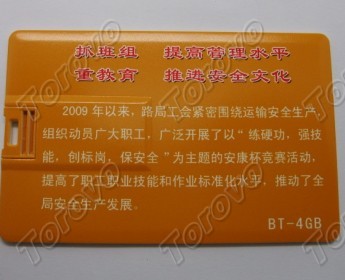 抓班组 提高管理水平
重教育 推进安全文化
2009 年以来，路局工会紧密围绕运输安全生产，
组织动员广大职工，广泛开展了以“练硬功，强技
能，创标岗，保安全”为主题的安康杯竞赛活动，
提高了职工职业技能和作业标准化水平，推动了全
局安全生产发展。
BT-4GB
Torovo